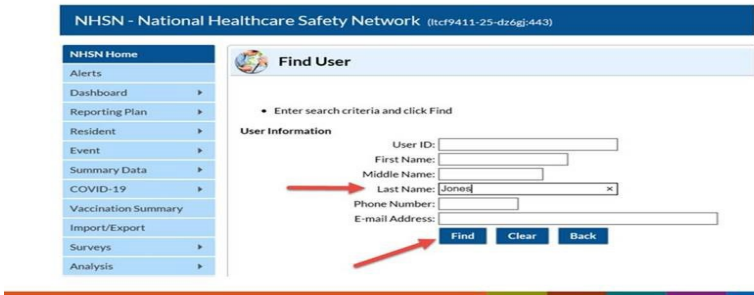 NHSN - National Healthcare Safety Network (ltcf9411-25-dz6gj:443)
NHSN Home
Alerts
Dashboard
Reporting Plan
Resident
Event
Summary Data
COVID-19
Vaccination Summary
Import/Export
Surveys
Analysis
Find User
• Enter search criteria and click Find
User Information
User ID:
First Name:
Middle Name:
Last Name: Jones
Phone Number:
E-mail Address:
Find Clear Back